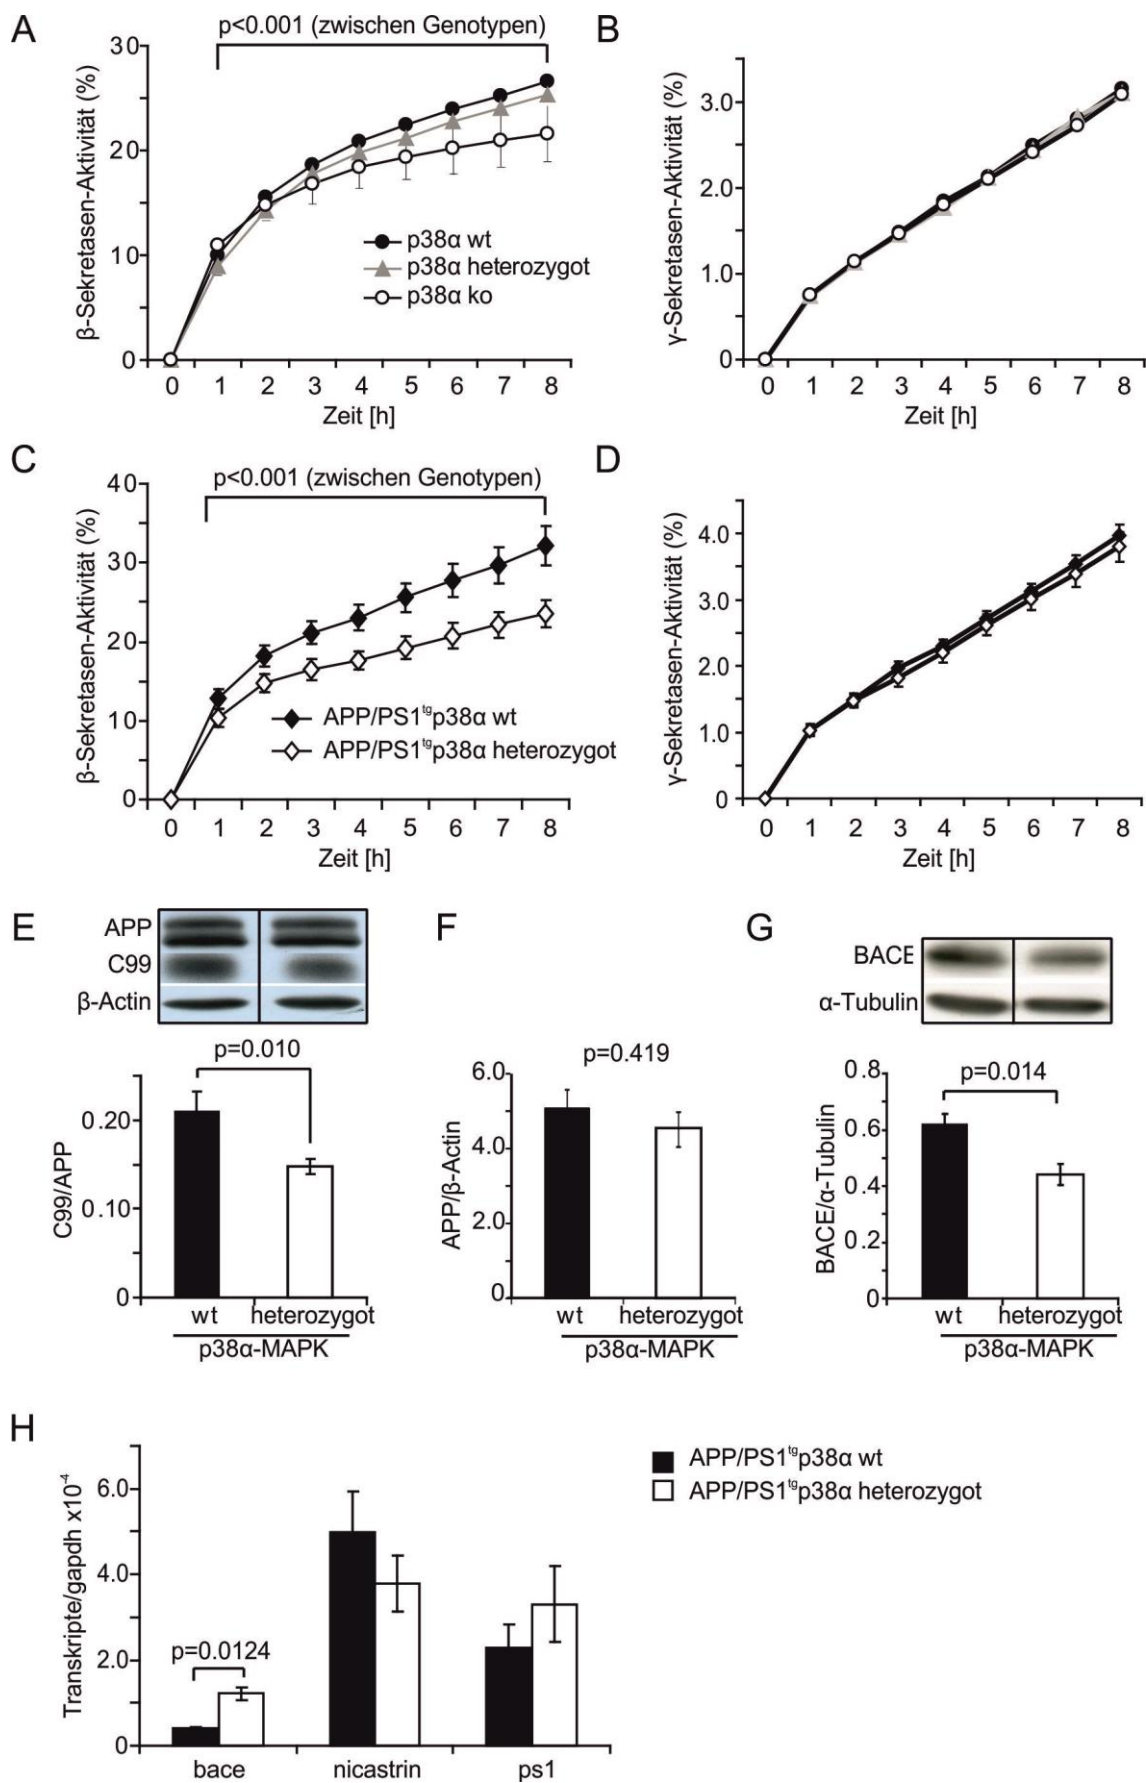 A
p<0.001 (zwischen Genotypen)
β-Sekretasen-Aktivität (%)
30
20
10
0
p38α wt
p38α heterozygot
p38α ko
0 1 2 3 4 5 6 7 8
Zeit [h]
B
γ-Sekretasen-Aktivität (%)
3.0
2.0
1.0
0
0 1 2 3 4 5 6 7 8
Zeit [h]
C
p<0.001 (zwischen Genotypen)
β-Sekretasen-Aktivität (%)
40
30
20
10
0
APP/PS1tgp38α wt
APP/PS1tgp38α heterozygot
0 1 2 3 4 5 6 7 8
Zeit [h]
D
γ-Sekretasen-Aktivität (%)
4.0
3.0
2.0
1.0
0
0 1 2 3 4 5 6 7 8
Zeit [h]
E
APP
C99
β-Actin
p=0.010
C99/APP
0.20
0.10
0
wt heterozygot
p38α-MAPK
F
p=0.419
APP/β-Actin
6.0
4.0
2.0
0
wt heterozygot
p38α-MAPK
G
BACE
α-Tubulin
p=0.014
BACE/α-Tubulin
0.8
0.6
0.4
0.2
0
wt heterozygot
p38α-MAPK
H
Transkripte/gapdh x10-4
6.0
4.0
2.0
0
p=0.0124
bace nicastrin ps1
APP/PS1tgp38α wt
APP/PS1tgp38α heterozygot